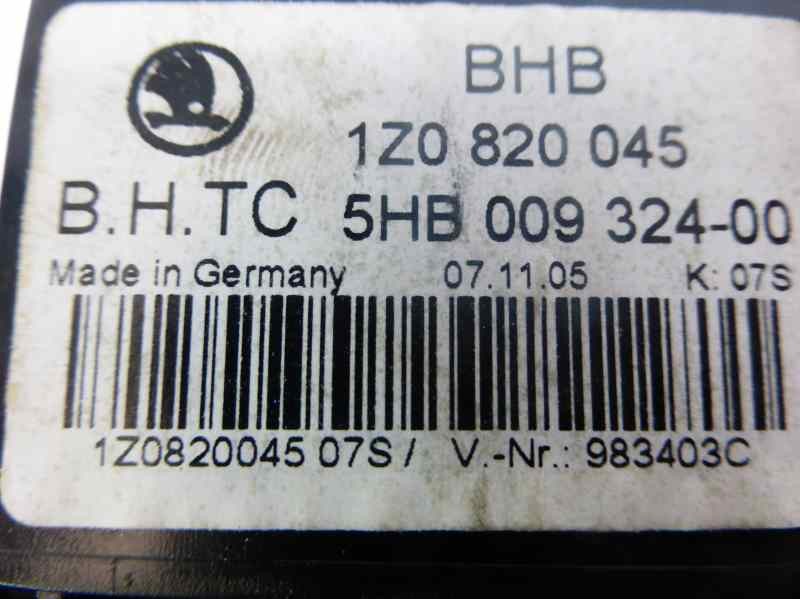 BHB
1Z0 820 045
B.H.TC 5HB 009 324-00
Made in Germany 07.11.05 K: 07S
1Z0820045 07S / V.-Nr.: 983403C